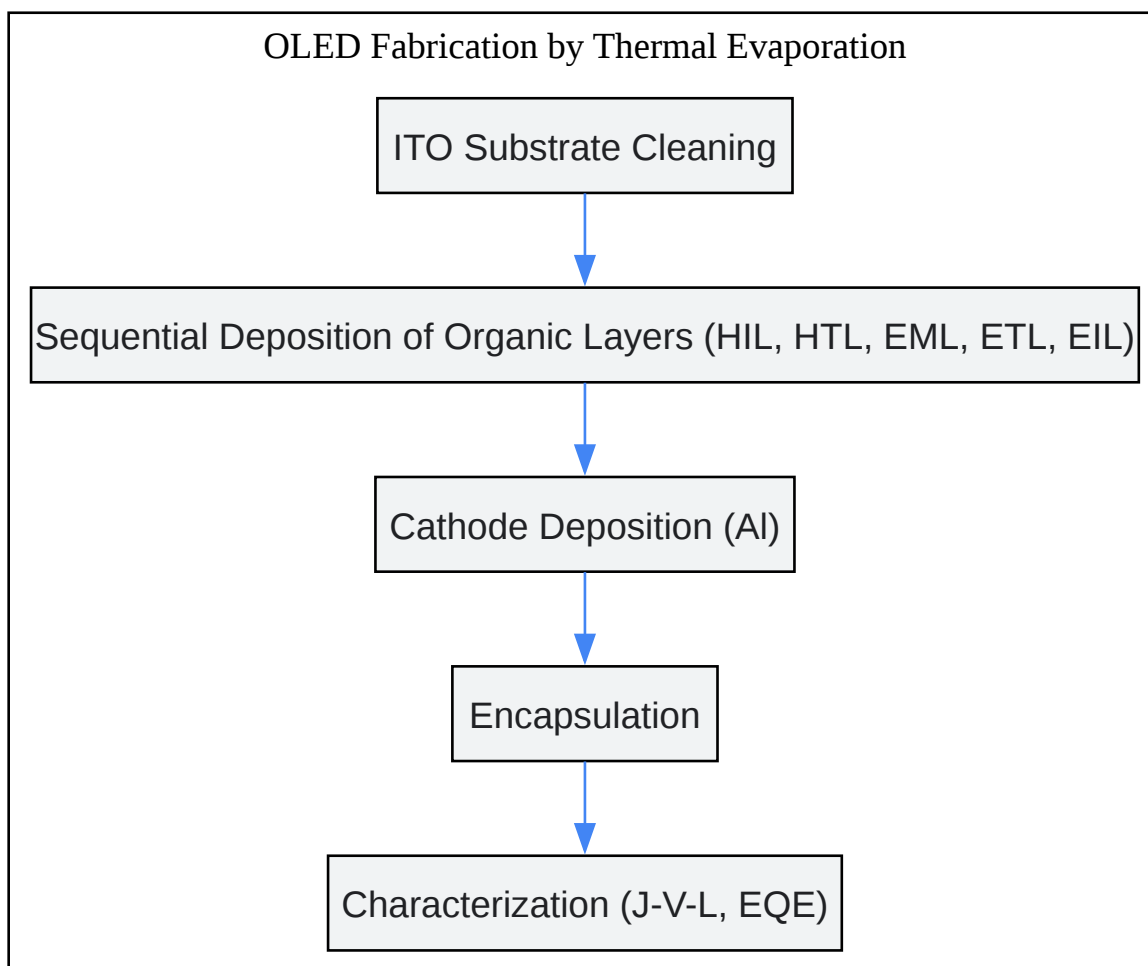 OLED Fabrication by Thermal Evaporation
ITO Substrate Cleaning
Sequential Deposition of Organic Layers (HIL, HTL, EML, ETL, EIL)
Cathode Deposition (Al)
Encapsulation
Characterization (J-V-L, EQE)